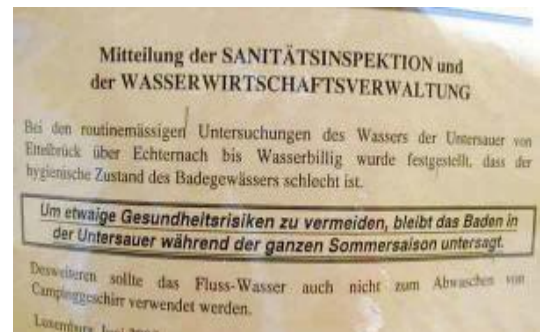 Mitteilung der SANITÄTSINSPEKTION und
der WASSERWIRTSCHAFTSVERWALTUNG
Bei den routinemässigen Untersuchungen des Wassers der Untersauer von
Ettelbrück über Echternach bis Wasserbillig wurde festgestellt, dass der
hygienische Zustand des Badegewässers schlecht ist.
Um etwaige Gesundheitsrisiken zu vermeiden, bleibt das Baden in
der Untersauer während der ganzen Sommersaison untersagt.
Desweiteren sollte das Fluss-Wasser auch nicht zum Abwaschen von
Campinggeschirr verwendet werden.
Luxemburg, Juni